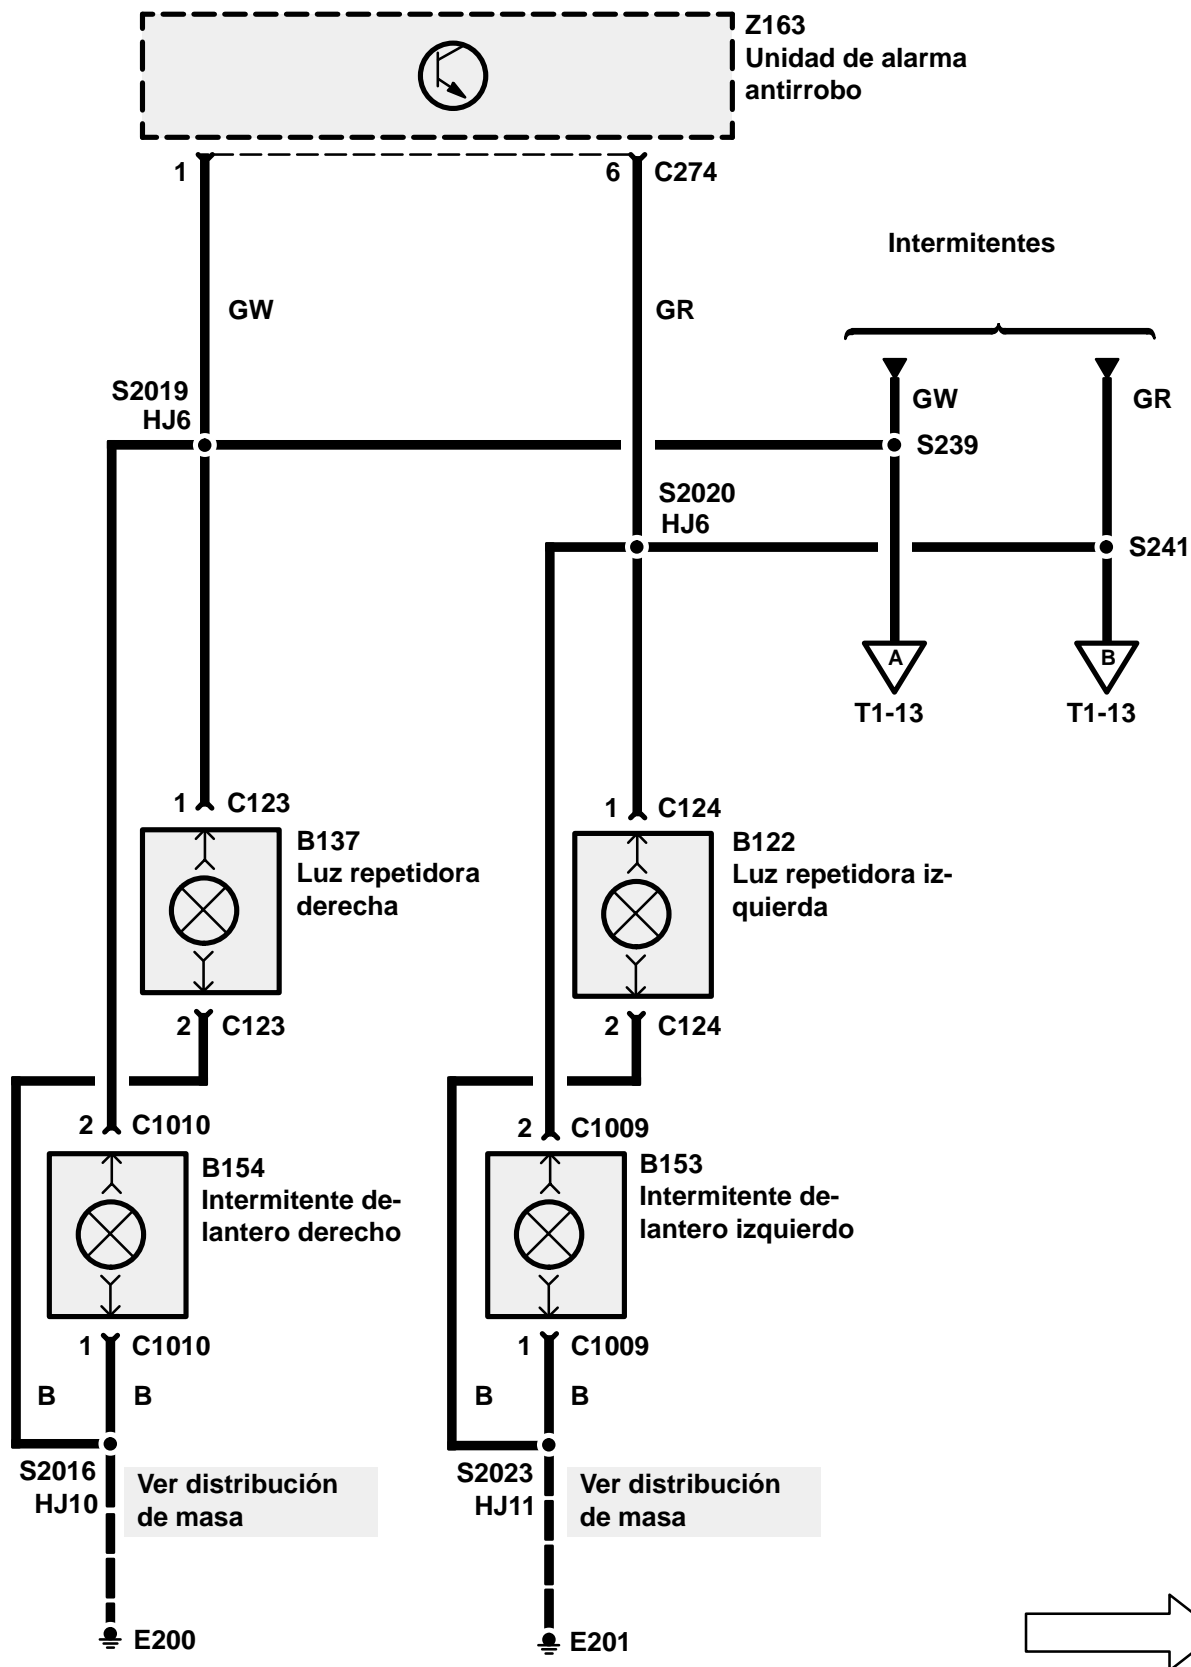 Z163
Unidad de alarma
antirrobo
1
6
C274
Intermitentes
GW
GR
GW
GR
S2019
HJ6
S239
S2020
HJ6
S241
A
B
T1-13
T1-13
1
C123
1
C124
B137
Luz repetidora
derecha
B122
Luz repetidora iz-
quierda
2
C123
2
C124
2
C1010
2
C1009
B154
Intermitente de-
lantero derecho
B153
Intermitente de-
lantero izquierdo
1
C1010
1
C1009
B
B
B
B
S2016
HJ10
Ver distribución
de masa
S2023
HJ11
Ver distribución
de masa
E200
E201